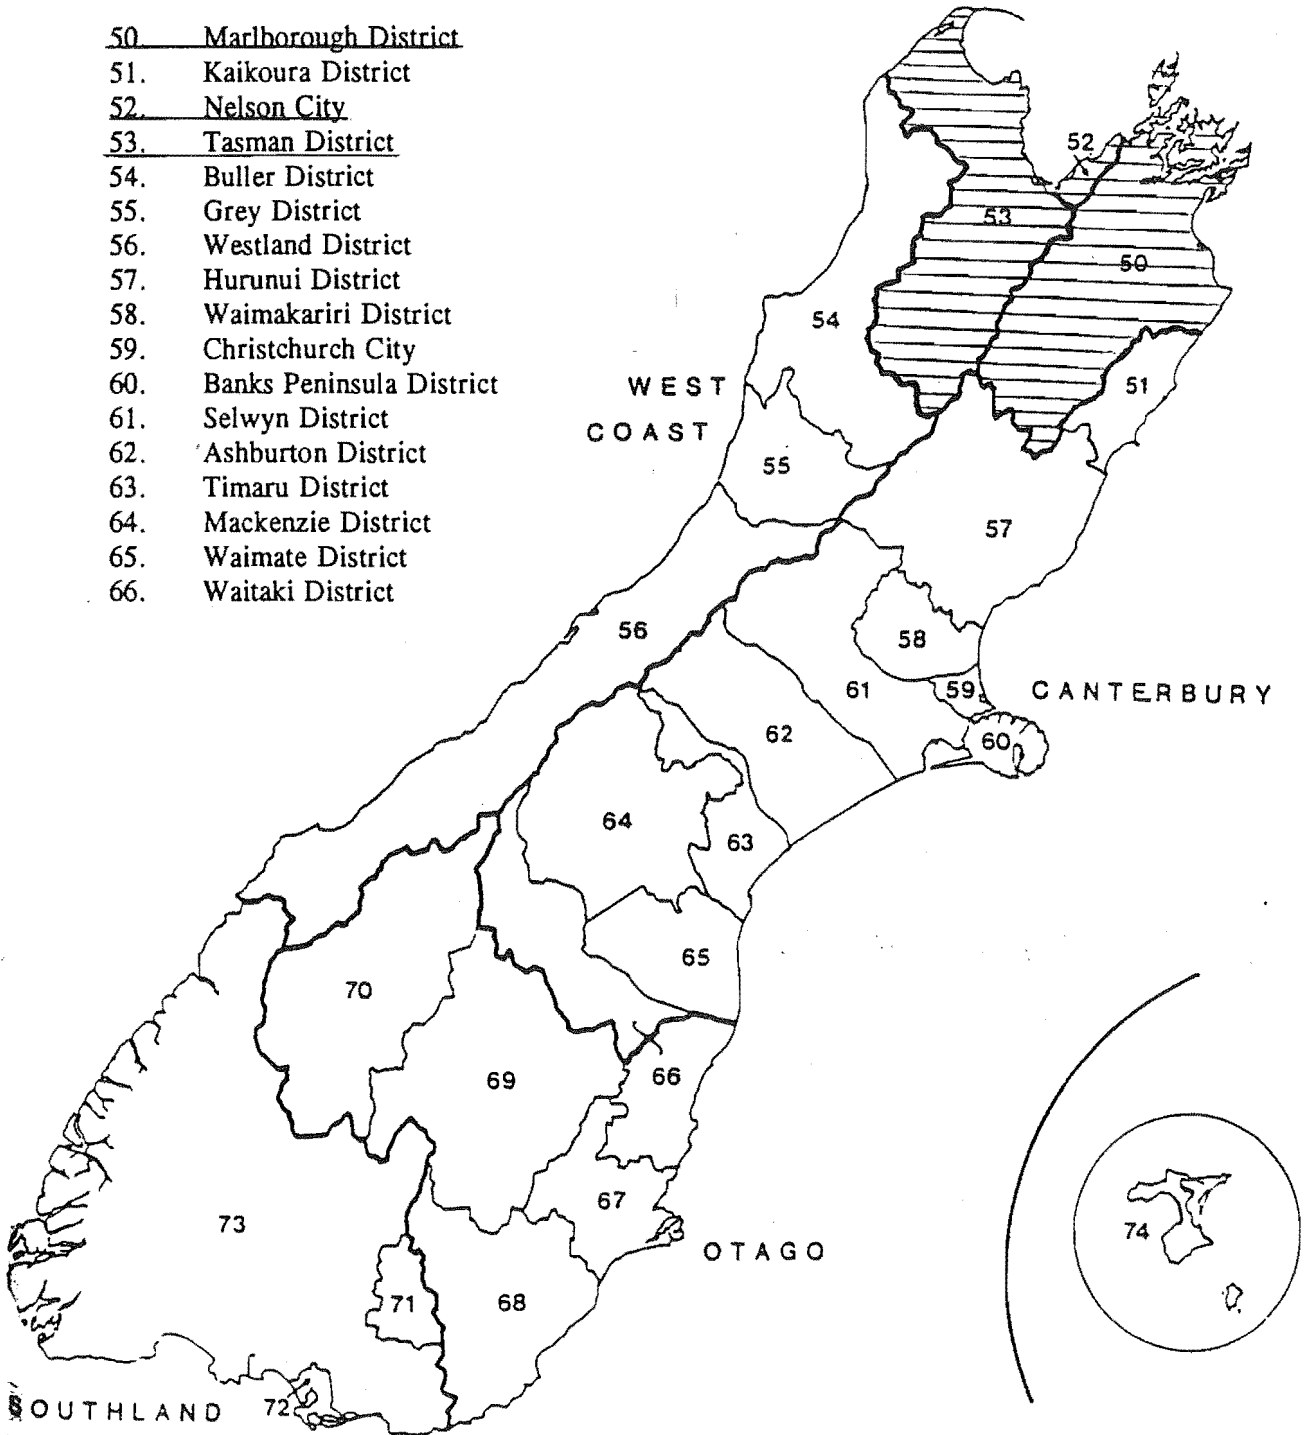 50. Marlborough District
51. Kaikoura District
52. Nelson City
53. Tasman District
54. Buller District
55. Grey District
56. Westland District
57. Hurunui District
58. Waimakariri District
59. Christchurch City
60. Banks Peninsula District
61. Selwyn District
62. Ashburton District
63. Timaru District
64. Mackenzie District
65. Waimate District
66. Waitaki District
52
53
50
54
51
WEST
COAST
55
57
56
58
61
59
CANTERBURY
62
60
64
63
65
70
69
66
67
73
74
OTAGO
71
68
72
SOUTHLAND